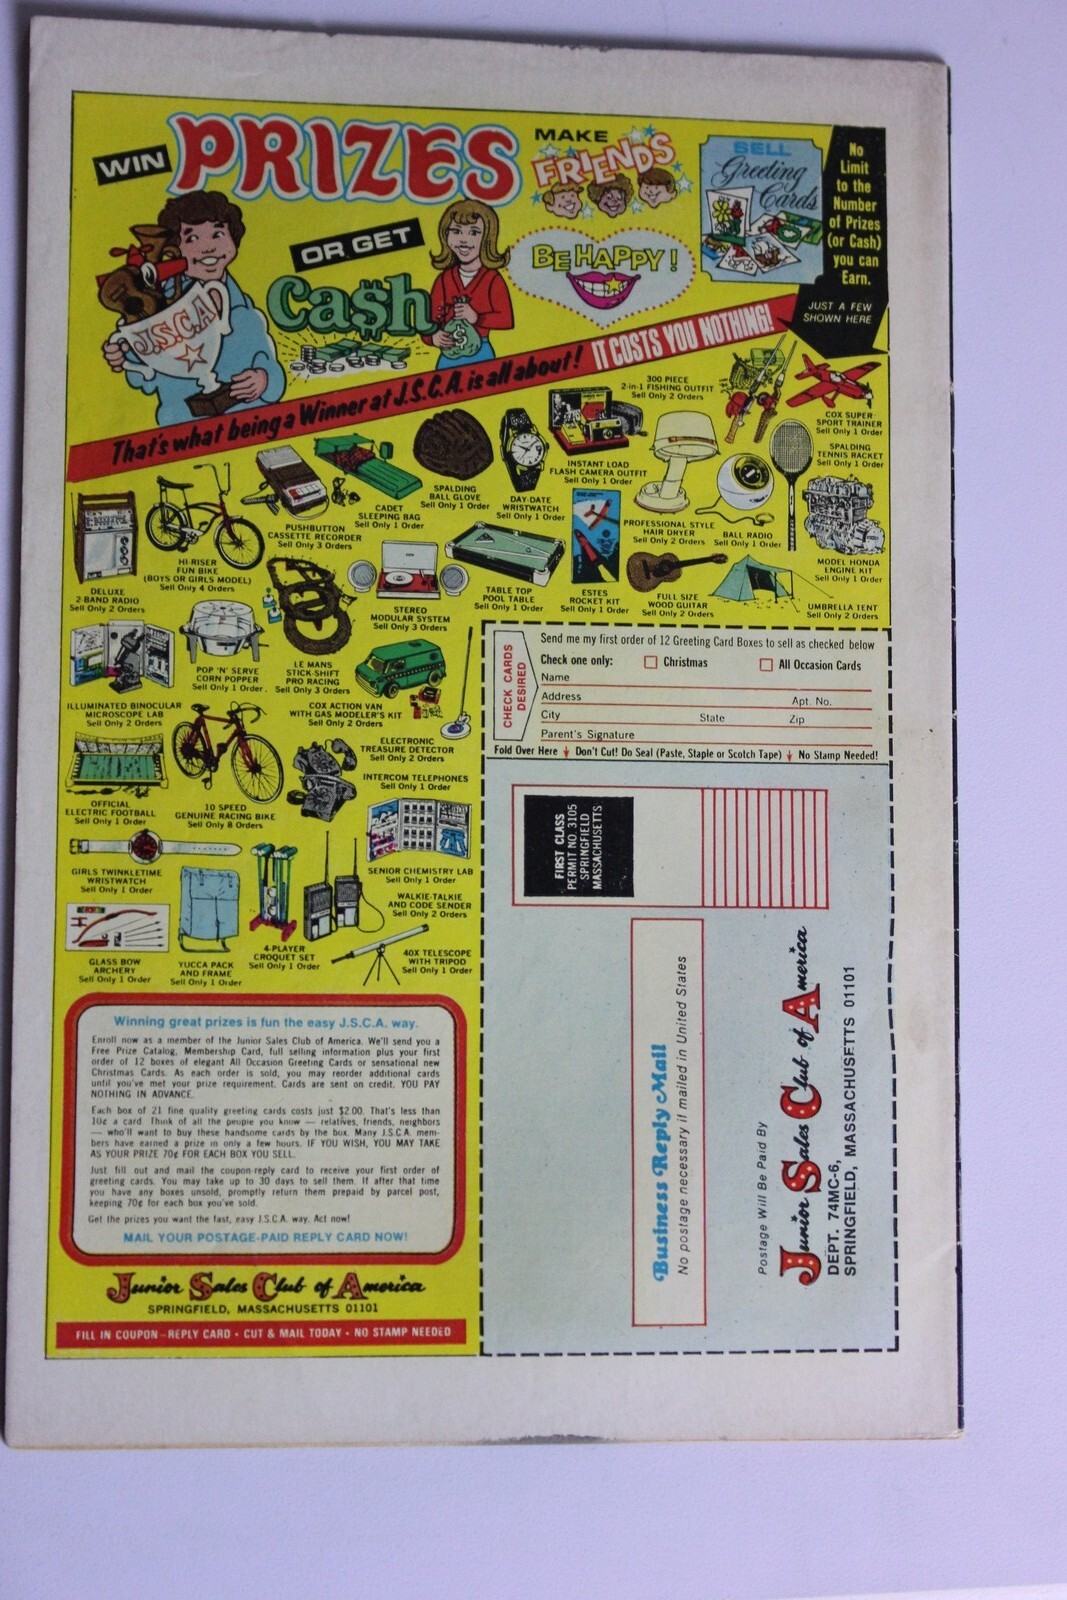 WIN PRIZES
MAKE
FRIENDS
OR GET
Ca$h
BE HAPPY!
SELL
Greeting
Cards
No
Limit
to the
Number
of Prizes
(or Cash)
you can
Earn.
JUST A FEW
SHOWN HERE
J.S.C.A.
$
That's what being a Winner at J.S.C.A. is all about! IT COSTS YOU NOTHING!
300 PIECE
2-in-1 FISHING OUTFIT
Sell Only 2 Orders
COX SUPER
SPORT TRAINER
Sell Only 1 Order
SPALDING
TENNIS RACKET
Sell Only 1 Order
INSTANT LOAD
FLASH CAMERA OUTFIT
Sell Only 1 Order
SPALDING
BALL GLOVE
Sell Only 1 Order
DAY-DATE
WRISTWATCH
Sell Only 1 Order
CADET
SLEEPING BAG
Sell Only 1 Order
PUSHBUTTON
CASSETTE RECORDER
Sell Only 3 Orders
PROFESSIONAL STYLE
HAIR DRYER
Sell Only 2 Orders
BALL RADIO
Sell Only 1 Order
MODEL HONDA
ENGINE KIT
Sell Only 1 Order
HI-RISER
FUN BIKE
(BOYS OR GIRLS MODEL)
Sell Only 4 Orders
DELUXE
2-BAND RADIO
Sell Only 2 Orders
TABLE TOP
POOL TABLE
Sell Only 1 Order
ESTES
ROCKET KIT
Sell Only 1 Order
FULL SIZE
WOOD GUITAR
Sell Only 2 Orders
UMBRELLA TENT
Sell Only 2 Orders
STEREO
MODULAR SYSTEM
Sell Only 3 Orders
POP 'N' SERVE
CORN POPPER
Sell Only 1 Order
LE MANS
STICK-SHIFT
PRO RACING
Sell Only 3 Orders
ILLUMINATED BINOCULAR
MICROSCOPE LAB
Sell Only 2 Orders
COX ACTION VAN
WITH GAS MODELER'S KIT
Sell Only 2 Orders
ELECTRONIC
TREASURE DETECTOR
Sell Only 2 Orders
INTERCOM TELEPHONES
Sell Only 1 Order
OFFICIAL
ELECTRIC FOOTBALL
Sell Only 1 Order
10 SPEED
GENUINE RACING BIKE
Sell Only 8 Orders
GIRLS TWINKLETIME
WRISTWATCH
Sell Only 1 Order
SENIOR CHEMISTRY LAB
Sell Only 1 Order
WALKIE-TALKIE
AND CODE SENDER
Sell Only 2 Orders
GLASS BOW
ARCHERY
Sell Only 1 Order
YUCCA PACK
AND FRAME
Sell Only 1 Order
4-PLAYER
CROQUET SET
Sell Only 1 Order
40X TELESCOPE
WITH TRIPOD
Sell Only 1 Order
Winning great prizes is fun the easy J.S.C.A. way.
Enroll now as a member of the Junior Sales Club of America. We'll send you a
Free Prize Catalog, Membership Card, full selling information plus your first
order of 12 boxes of elegant All Occasion Greeting Cards or sensational new
Christmas Cards. As each order is sold, you may reorder additional cards
until you've met your prize requirement. Cards are sent on credit. YOU PAY
NOTHING IN ADVANCE.
Each box of 21 fine quality greeting cards costs just $2.00. That's less than
10¢ a card. Think of all the people you know — relatives, friends, neighbors
— who'll want to buy these handsome cards by the box. Many J.S.C.A. mem-
bers have earned a prize in only a few hours. IF YOU WISH, YOU MAY TAKE
AS YOUR PRIZE 70¢ FOR EACH BOX YOU SELL.
Just fill out and mail the coupon-reply card to receive your first order of
greeting cards. You may take up to 30 days to sell them. If after that time
you have any boxes unsold, promptly return them prepaid by parcel post,
keeping 70¢ for each box you've sold.
Get the prizes you want the fast, easy J.S.C.A. way. Act now!
MAIL YOUR POSTAGE-PAID REPLY CARD NOW!
Junior Sales Club of America
SPRINGFIELD, MASSACHUSETTS 01101
FILL IN COUPON–REPLY CARD • CUT & MAIL TODAY • NO STAMP NEEDED
CHECK CARDS
DESIRED
Send me my first order of 12 Greeting Card Boxes to sell as checked below
Check one only: Christmas All Occasion Cards
Name
Address Apt. No.
City State Zip
Parent's Signature
Fold Over Here Don't Cut! Do Seal (Paste, Staple or Scotch Tape) No Stamp Needed!
FIRST CLASS
PERMIT NO. 3105
SPRINGFIELD
MASSACHUSETTS
Business Reply Mail
No postage necessary if mailed in United States
Postage Will Be Paid By
Junior Sales Club of America
DEPT. 74MC-6,
SPRINGFIELD, MASSACHUSETTS 01101